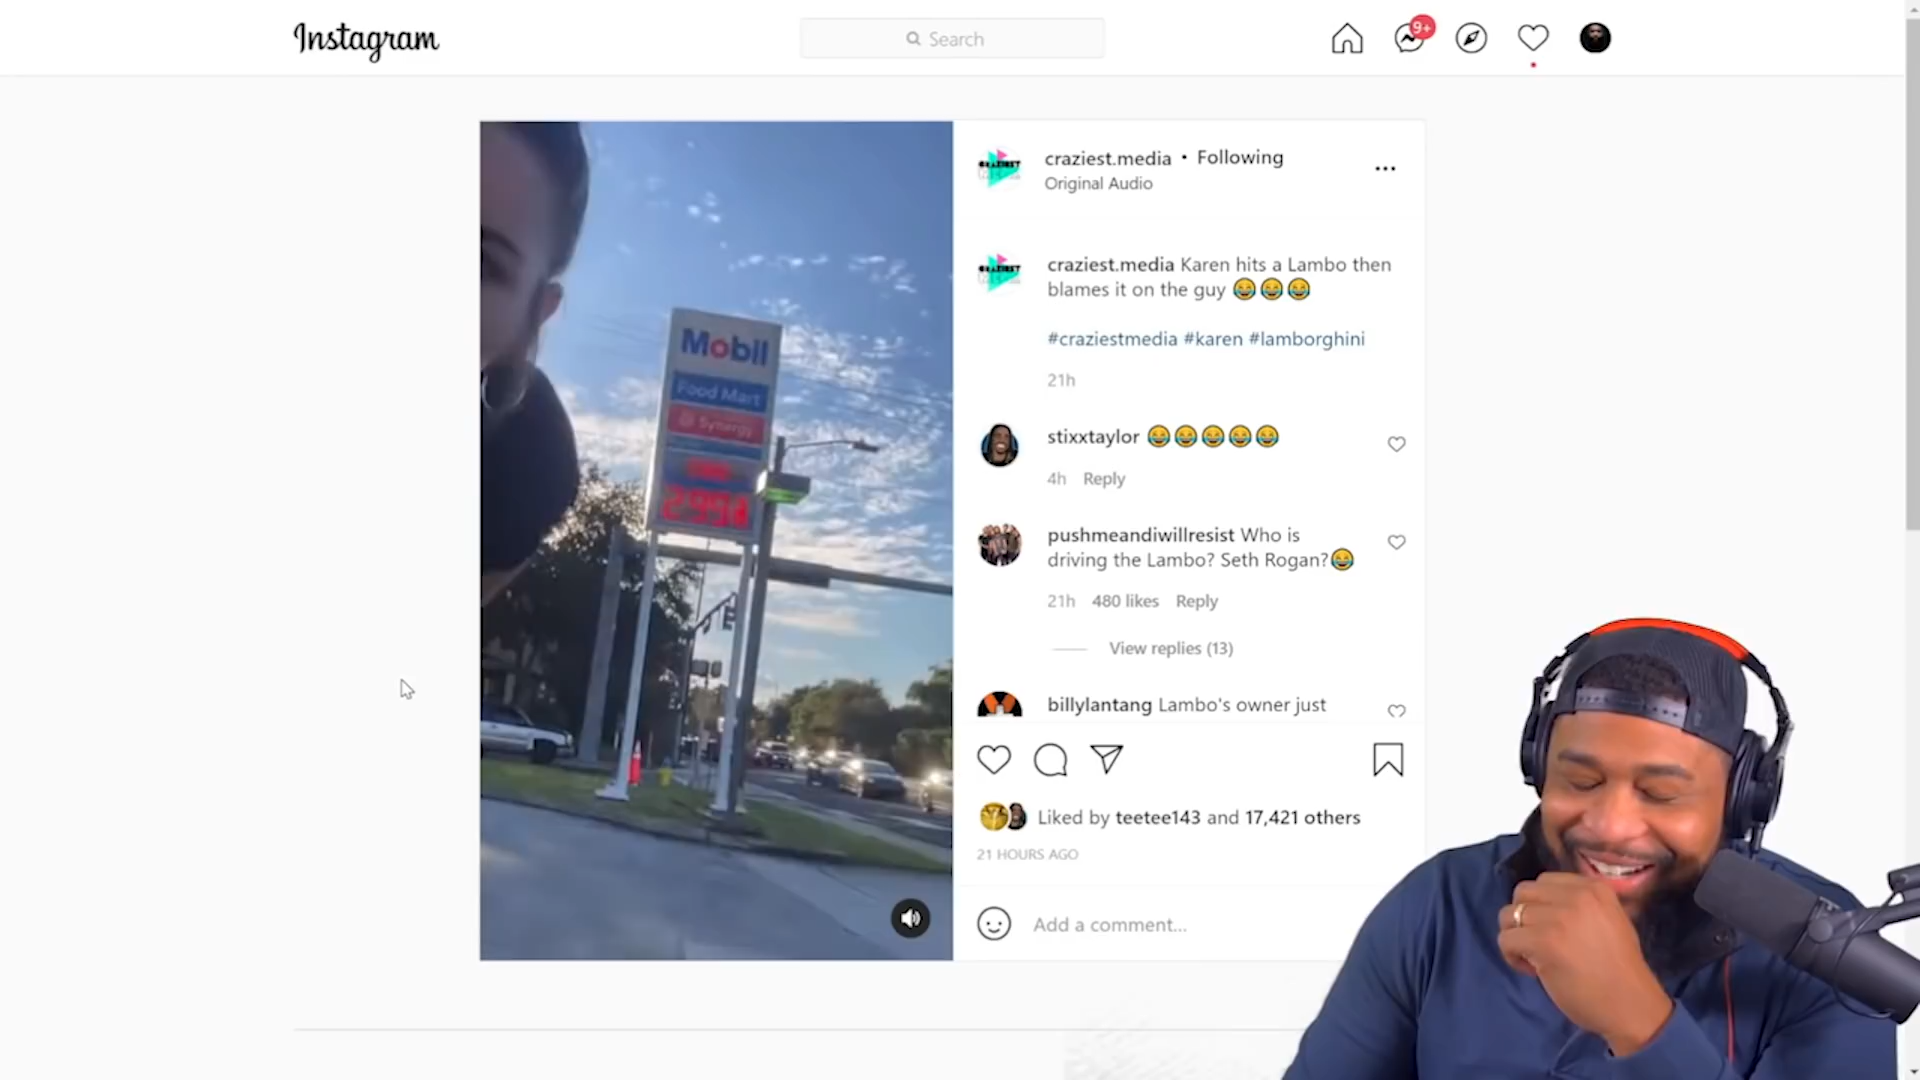 Instagram
Search
9+
Mobil
Food Mart
Synergy
2.99
craziest.media • Following
Original Audio
craziest.media Karen hits a Lambo then
blames it on the guy 😂😂😂
#craziestmedia #karen #lamborghini
21h
stixxtaylor 😂😂😂😂😂
4h Reply
pushmeandiwillresist Who is
driving the Lambo? Seth Rogan?😂
21h 480 likes Reply
View replies (13)
billylantang Lambo's owner just
Liked by teetee143 and 17,421 others
21 HOURS AGO
Add a comment...